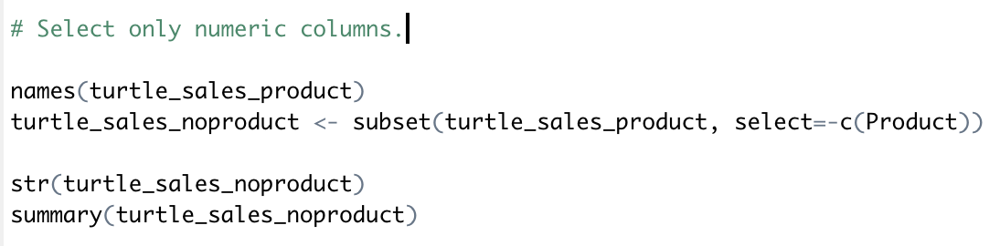 # Select only numeric columns.
names(turtle_sales_product)
turtle_sales_noproduct <- subset(turtle_sales_product, select=-c(Product))
str(turtle_sales_noproduct)
summary(turtle_sales_noproduct)